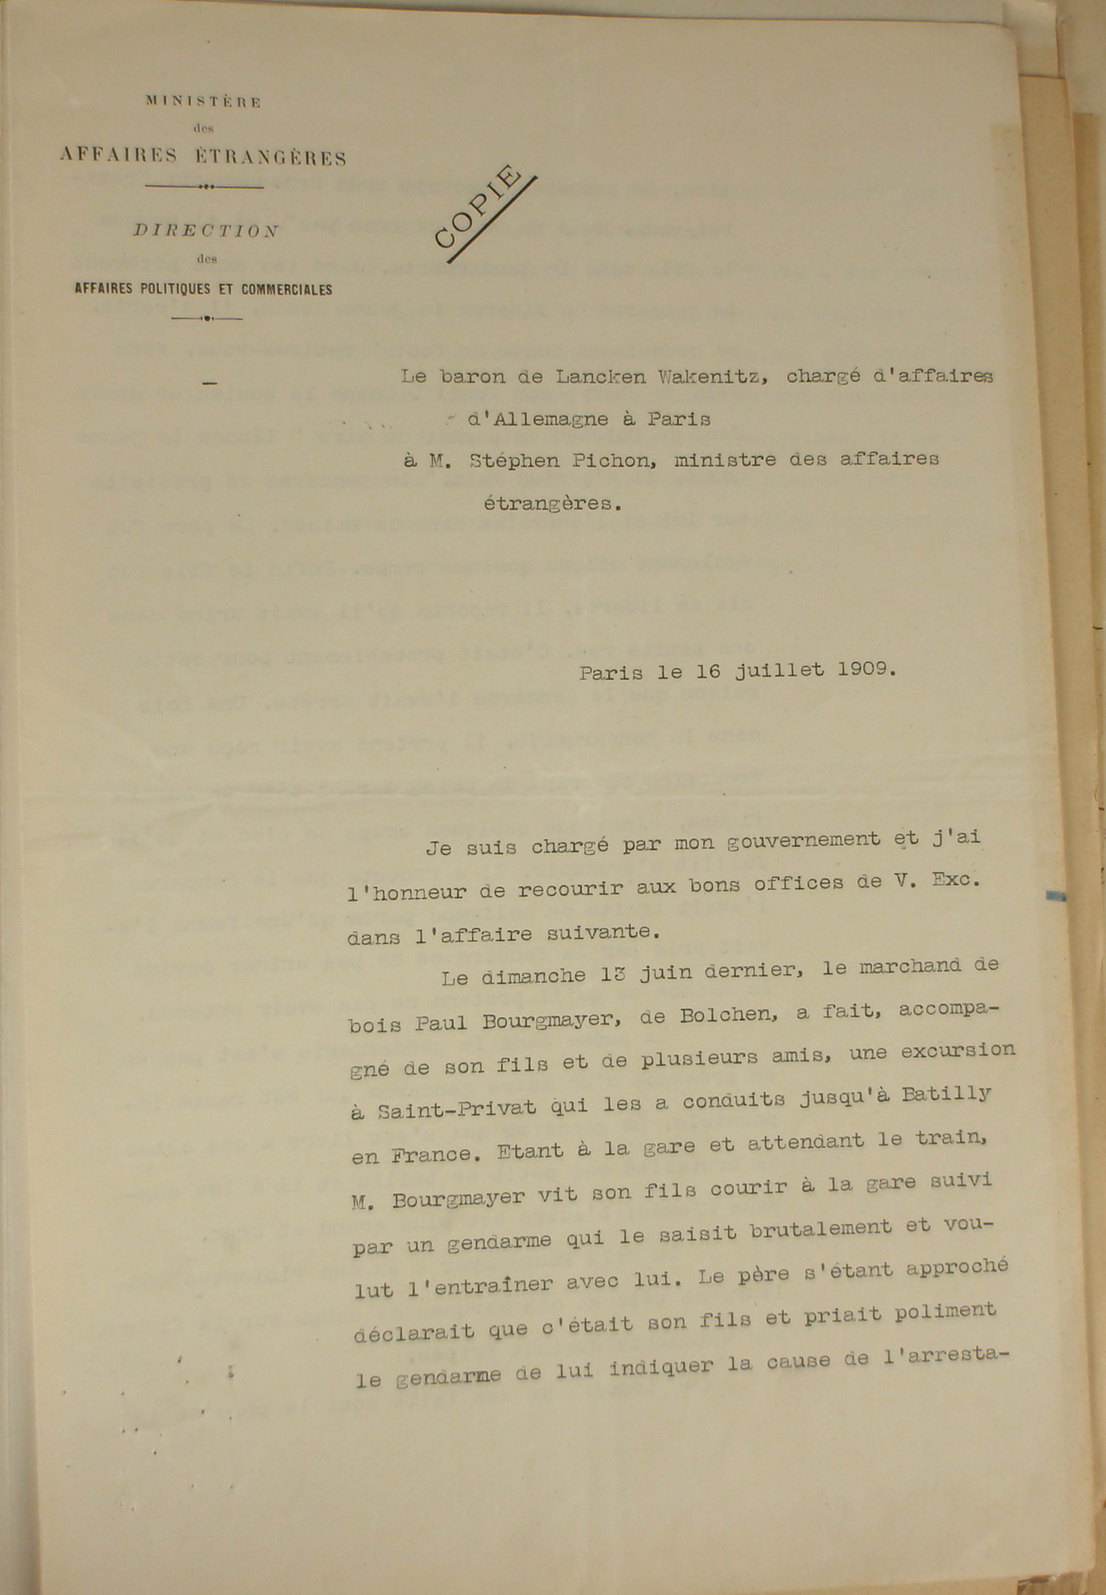 MINISTÈRE
des
AFFAIRES ÉTRANGÈRES
DIRECTION
des
AFFAIRES POLITIQUES ET COMMERCIALES
COPIE
Le baron de Lancken Wakenitz, chargé d'affaires
d'Allemagne à Paris
à M. Stéphen Pichon, ministre des affaires
étrangères.
Paris le 16 juillet 1909.
Je suis chargé par mon gouvernement et j'ai
l'honneur de recourir aux bons offices de V. Exc.
dans l'affaire suivante.
Le dimanche 13 juin dernier, le marchand de
bois Paul Bourgmayer, de Bolchen, a fait, accompa-
gné de son fils et de plusieurs amis, une excursion
à Saint-Privat qui les a conduits jusqu'à Batilly
en France. Etant à la gare et attendant le train,
M. Bourgmayer vit son fils courir à la gare suivi
par un gendarme qui le saisit brutalement et vou-
lut l'entraîner avec lui. Le père s'étant approché
déclarait que c'était son fils et priait poliment
le gendarme de lui indiquer la cause de l'arresta-